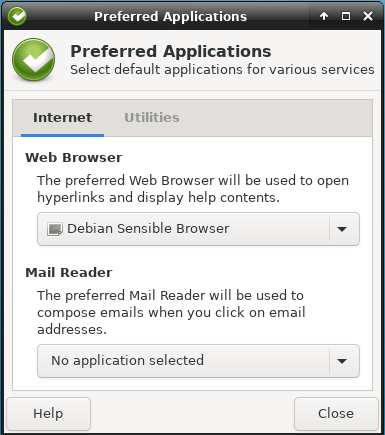 Preferred Applications
Preferred Applications
Select default applications for various services
Internet
Utilities
Web Browser
The preferred Web Browser will be used to open
hyperlinks and display help contents.
Debian Sensible Browser
Mail Reader
The preferred Mail Reader will be used to
compose emails when you click on email
addresses.
No application selected
Help
Close